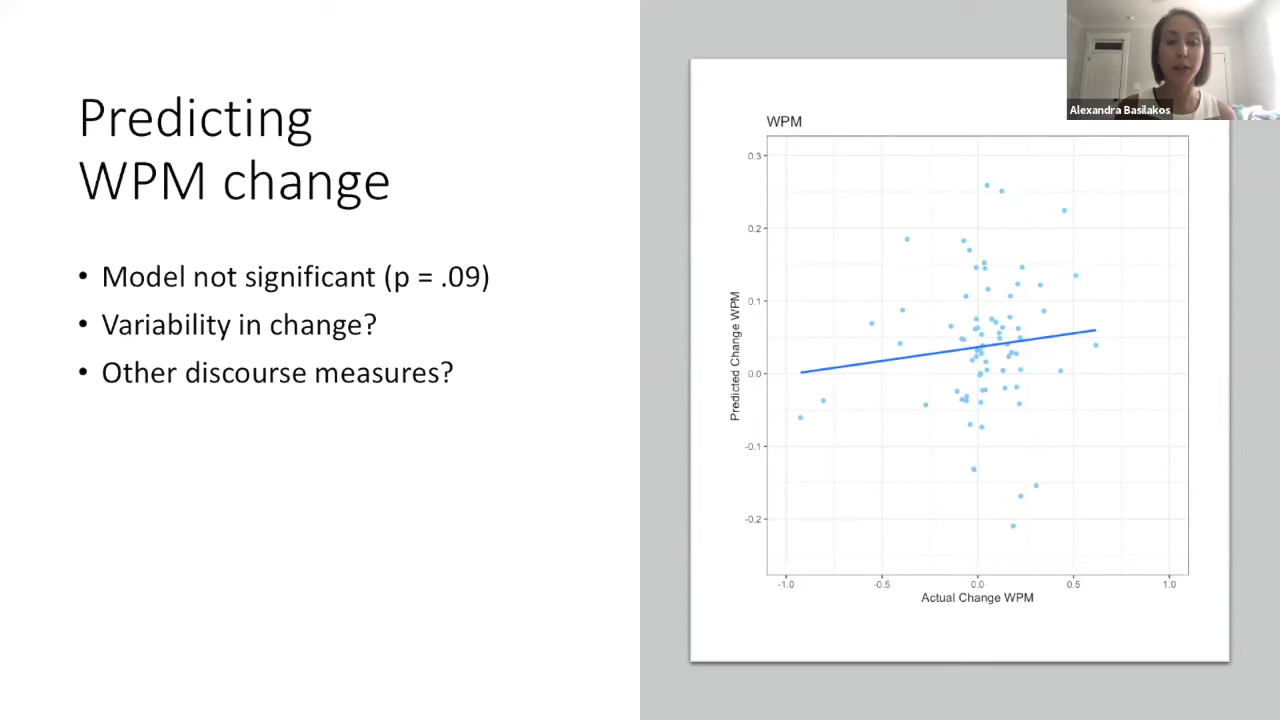 Predicting
WPM change
• Model not significant (p = .09)
• Variability in change?
• Other discourse measures?
Alexandra Basilakos
WPM
Predicted Change WPM
0.3
0.2
0.1
0.0
-0.1
-0.2
-1.0
-0.5
0.0
0.5
1.0
Actual Change WPM